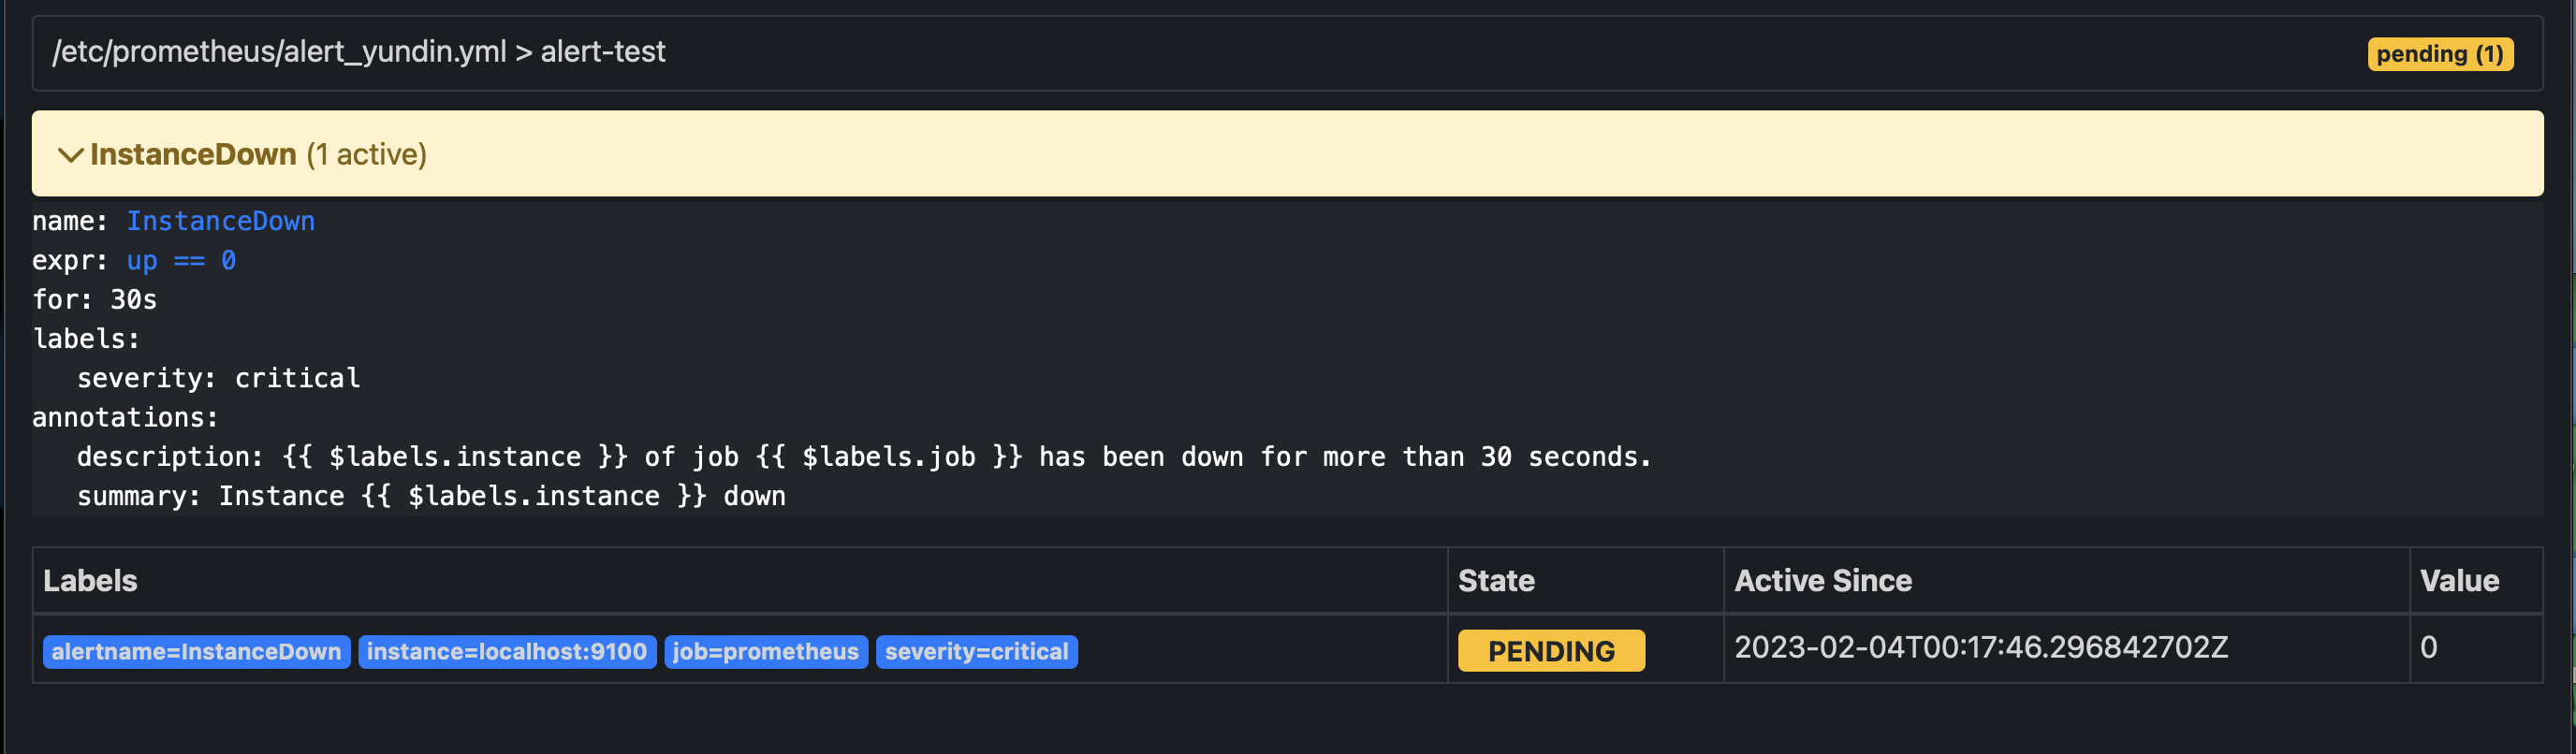 /etc/prometheus/alert_yundin.yml > alert-test
pending (1)
InstanceDown (1 active)
name: InstanceDown
expr: up == 0
for: 30s
labels:
severity: critical
annotations:
description: {{ $labels.instance }} of job {{ $labels.job }} has been down for more than 30 seconds.
summary: Instance {{ $labels.instance }} down
Labels State Active Since Value
alertname=InstanceDown instance=localhost:9100 job=prometheus severity=critical PENDING 2023-02-04T00:17:46.296842702Z 0